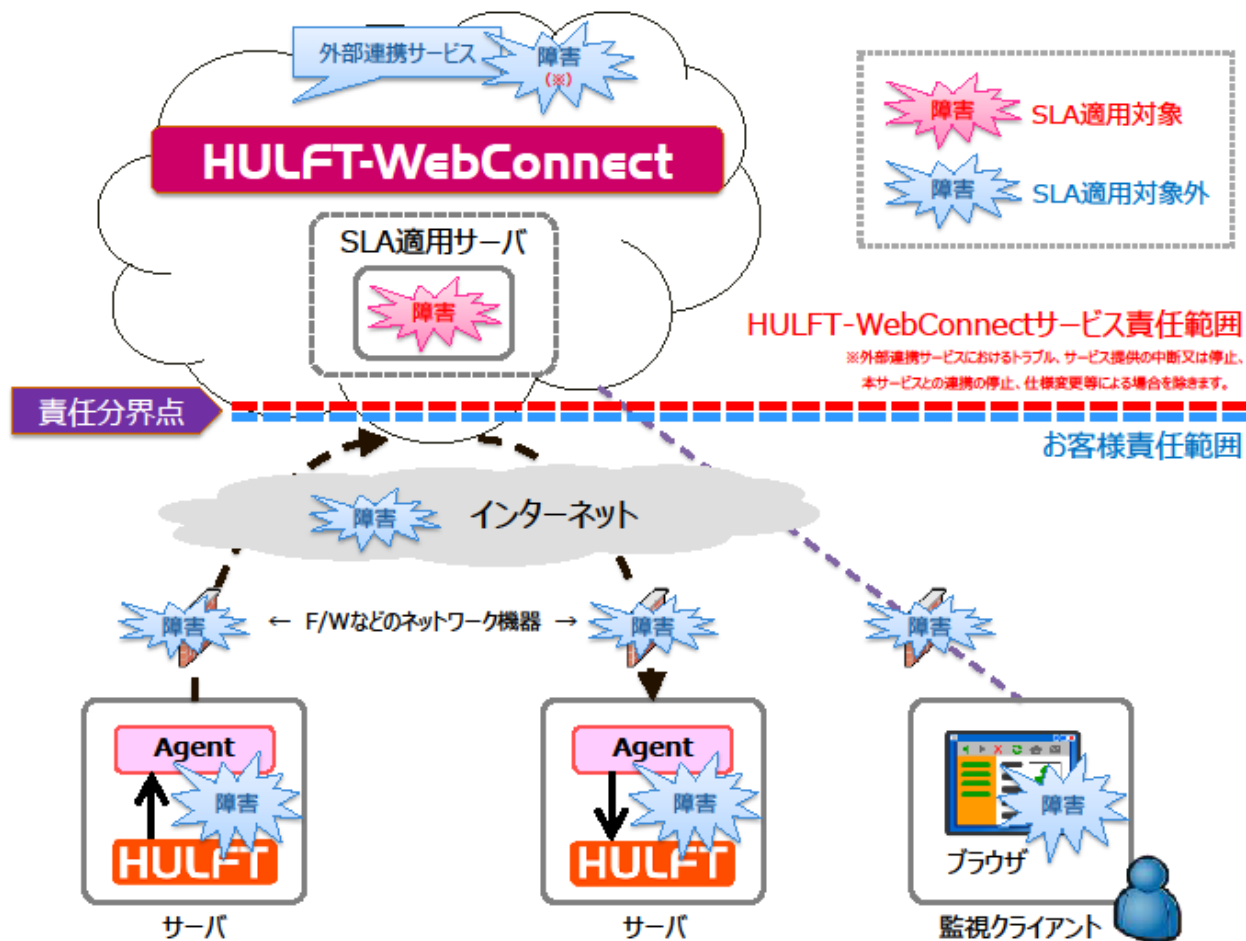 外部連携サービス
障害
(※)
HULFT-WebConnect
SLA適用サーバ
障害
障害 SLA適用対象
障害 SLA適用対象外
HULFT-WebConnectサービス責任範囲
※外部連携サービスにおけるトラブル、サービス提供の中断又は停止、
本サービスとの連携の停止、仕様変更等による場合を除きます。
責任分界点
お客様責任範囲
障害 インターネット
障害 ← F/Wなどのネットワーク機器 → 障害 障害
Agent
障害
HULFT
サーバ
Agent
障害
HULFT
サーバ
障害
ブラウザ
監視クライアント